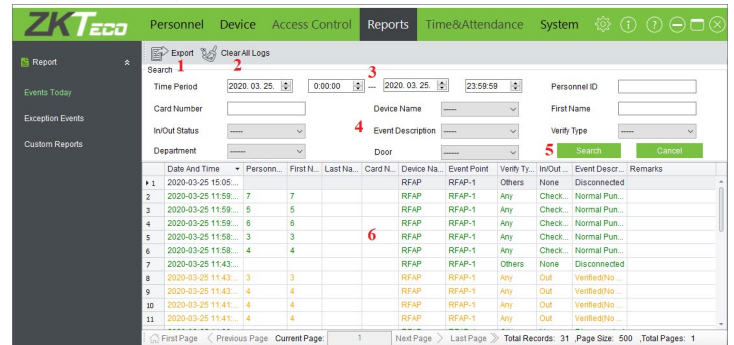 ZKTeco Personnel Device Access Control Reports Time&Attendance System
Export Clear All Logs
Report
1 2
Search
3
Time Period 2020. 03. 25. 0:00:00 --- 2020. 03. 25. 23:59:59 Personnel ID
Events Today
Card Number Device Name ----- First Name
Exception Events
In/Out Status ----- 4 Event Description ----- Verify Type -----
Custom Reports
Department ----- Door ----- 5 Search Cancel
Date And Time Personn... First N... Last Na... Card N... Device Na... Event Point Verify Ty... In/Out ... Event Descr... Remarks
1 2020-03-25 15:05:... RFAP RFAP-1 Others None Disconnected
2 2020-03-25 11:59:... 7 7 RFAP RFAP-1 Any Check... Normal Pun...
3 2020-03-25 11:59:... 5 5 RFAP RFAP-1 Any Check... Normal Pun...
4 2020-03-25 11:59:... 6 6 RFAP RFAP-1 Any Check... Normal Pun...
5 2020-03-25 11:58:... 3 3 6 RFAP RFAP-1 Any Check... Normal Pun...
6 2020-03-25 11:58:... 4 4 RFAP RFAP-1 Any Check... Normal Pun...
7 2020-03-25 11:43:... RFAP RFAP-1 Others None Disconnected
8 2020-03-25 11:43:... 3 3 RFAP RFAP-1 Any Out Verified(No ...
9 2020-03-25 11:43:... 4 4 RFAP RFAP-1 Any Out Verified(No ...
10 2020-03-25 11:41:... 4 4 RFAP RFAP-1 Any Out Verified(No ...
11 2020-03-25 11:41:... 4 4 RFAP RFAP-1 Any Out Verified(No ...
First Page Previous Page Current Page: 1 Next Page Last Page Total Records: 31 ,Page Size: 500 ,Total Pages: 1